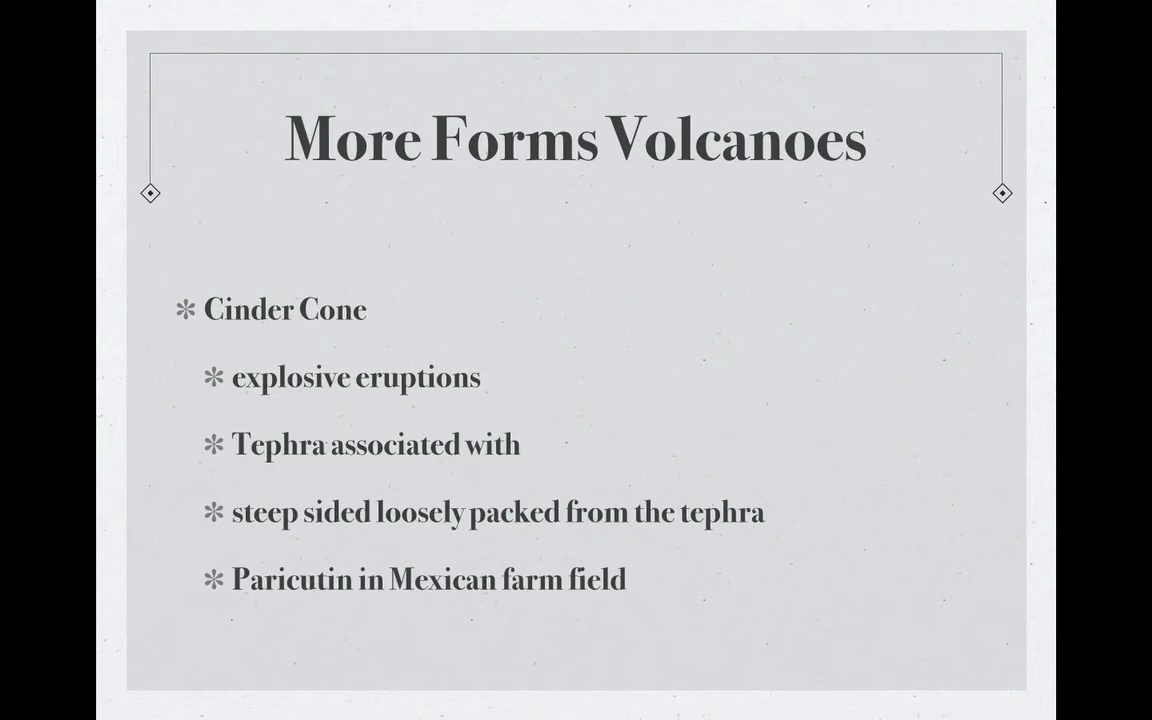 More Forms Volcanoes
✻ Cinder Cone
✻ explosive eruptions
✻ Tephra associated with
✻ steep sided loosely packed from the tephra
✻ Paricutin in Mexican farm field